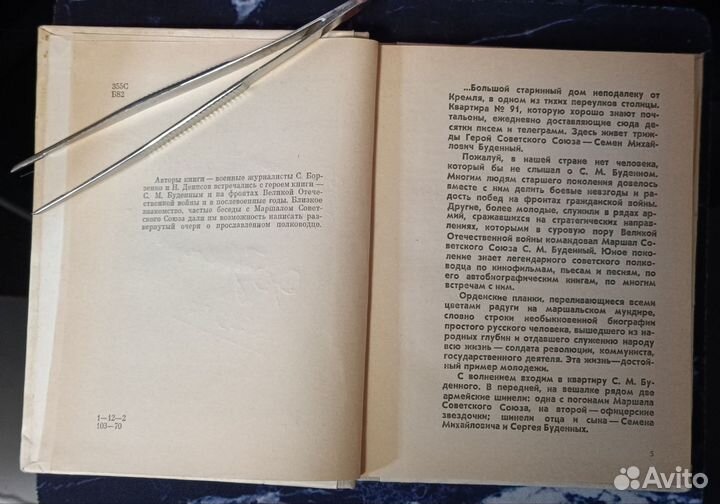 355С
Б82
Авторы книги — военные журналисты С. Бор-
зенко и Н. Денисов встречались с героем книги —
С. М. Буденным и на фронтах Великой Отече-
ственной войны и в послевоенные годы. Близкое
знакомство, частые беседы с Маршалом Совет-
ского Союза дали им возможность написать раз-
вернутый очерк о прославленном полководце.
1—12—2
103—70
...Большой старинный дом неподалеку от
Кремля, в одном из тихих переулков столицы.
Квартира № 91, которую хорошо знают поч-
тальоны, ежедневно доставляющие сюда де-
сятки писем и телеграмм. Здесь живет триж-
ды Герой Советского Союза — Семен Михай-
лович Буденный.
Пожалуй, в нашей стране нет человека,
который бы не слышал о С. М. Буденном.
Многим людям старшего поколения довелось
вместе с ним делить боевые невзгоды и ра-
дость побед на фронтах гражданской войны.
Другие, более молодые, служили в рядах ар-
мий, сражавшихся на стратегических направ-
лениях, которыми в суровую пору Великой
Отечественной войны командовал Маршал Со-
ветского Союза С. М. Буденный. Юное поко-
ление знает легендарного советского полко-
водца по кинофильмам, пьесам и песням, по
его автобиографическим книгам, по многим
встречам с ним.
Орденские планки, переливающиеся всеми
цветами радуги на маршальском мундире,
словно строки необыкновенной биографии
простого русского человека, вышедшего из на-
родных глубин и отдавшего служению народу
всю жизнь — солдата революции, коммуниста,
государственного деятеля. Эта жизнь — достой-
ный пример молодежи.
С волнением входим в квартиру С. М. Бу-
денного. В передней, на вешалке рядом две
армейские шинели: одна с погонами Маршала
Советского Союза, на второй — офицерские
звездочки; шинели отца и сына — Семена
Михайловича и Сергея Буденных.
5
Avito